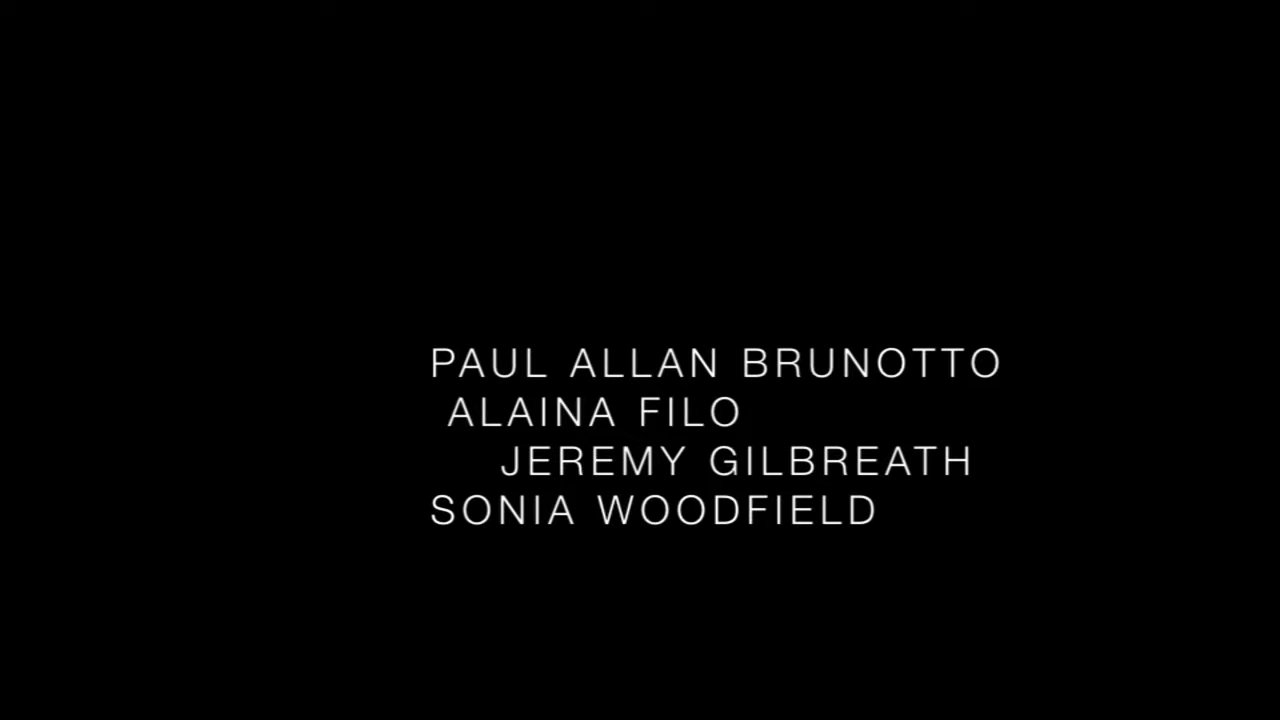 PAUL ALLAN BRUNOTTO
ALAINA FILO
JEREMY GILBREATH
SONIA WOODFIELD